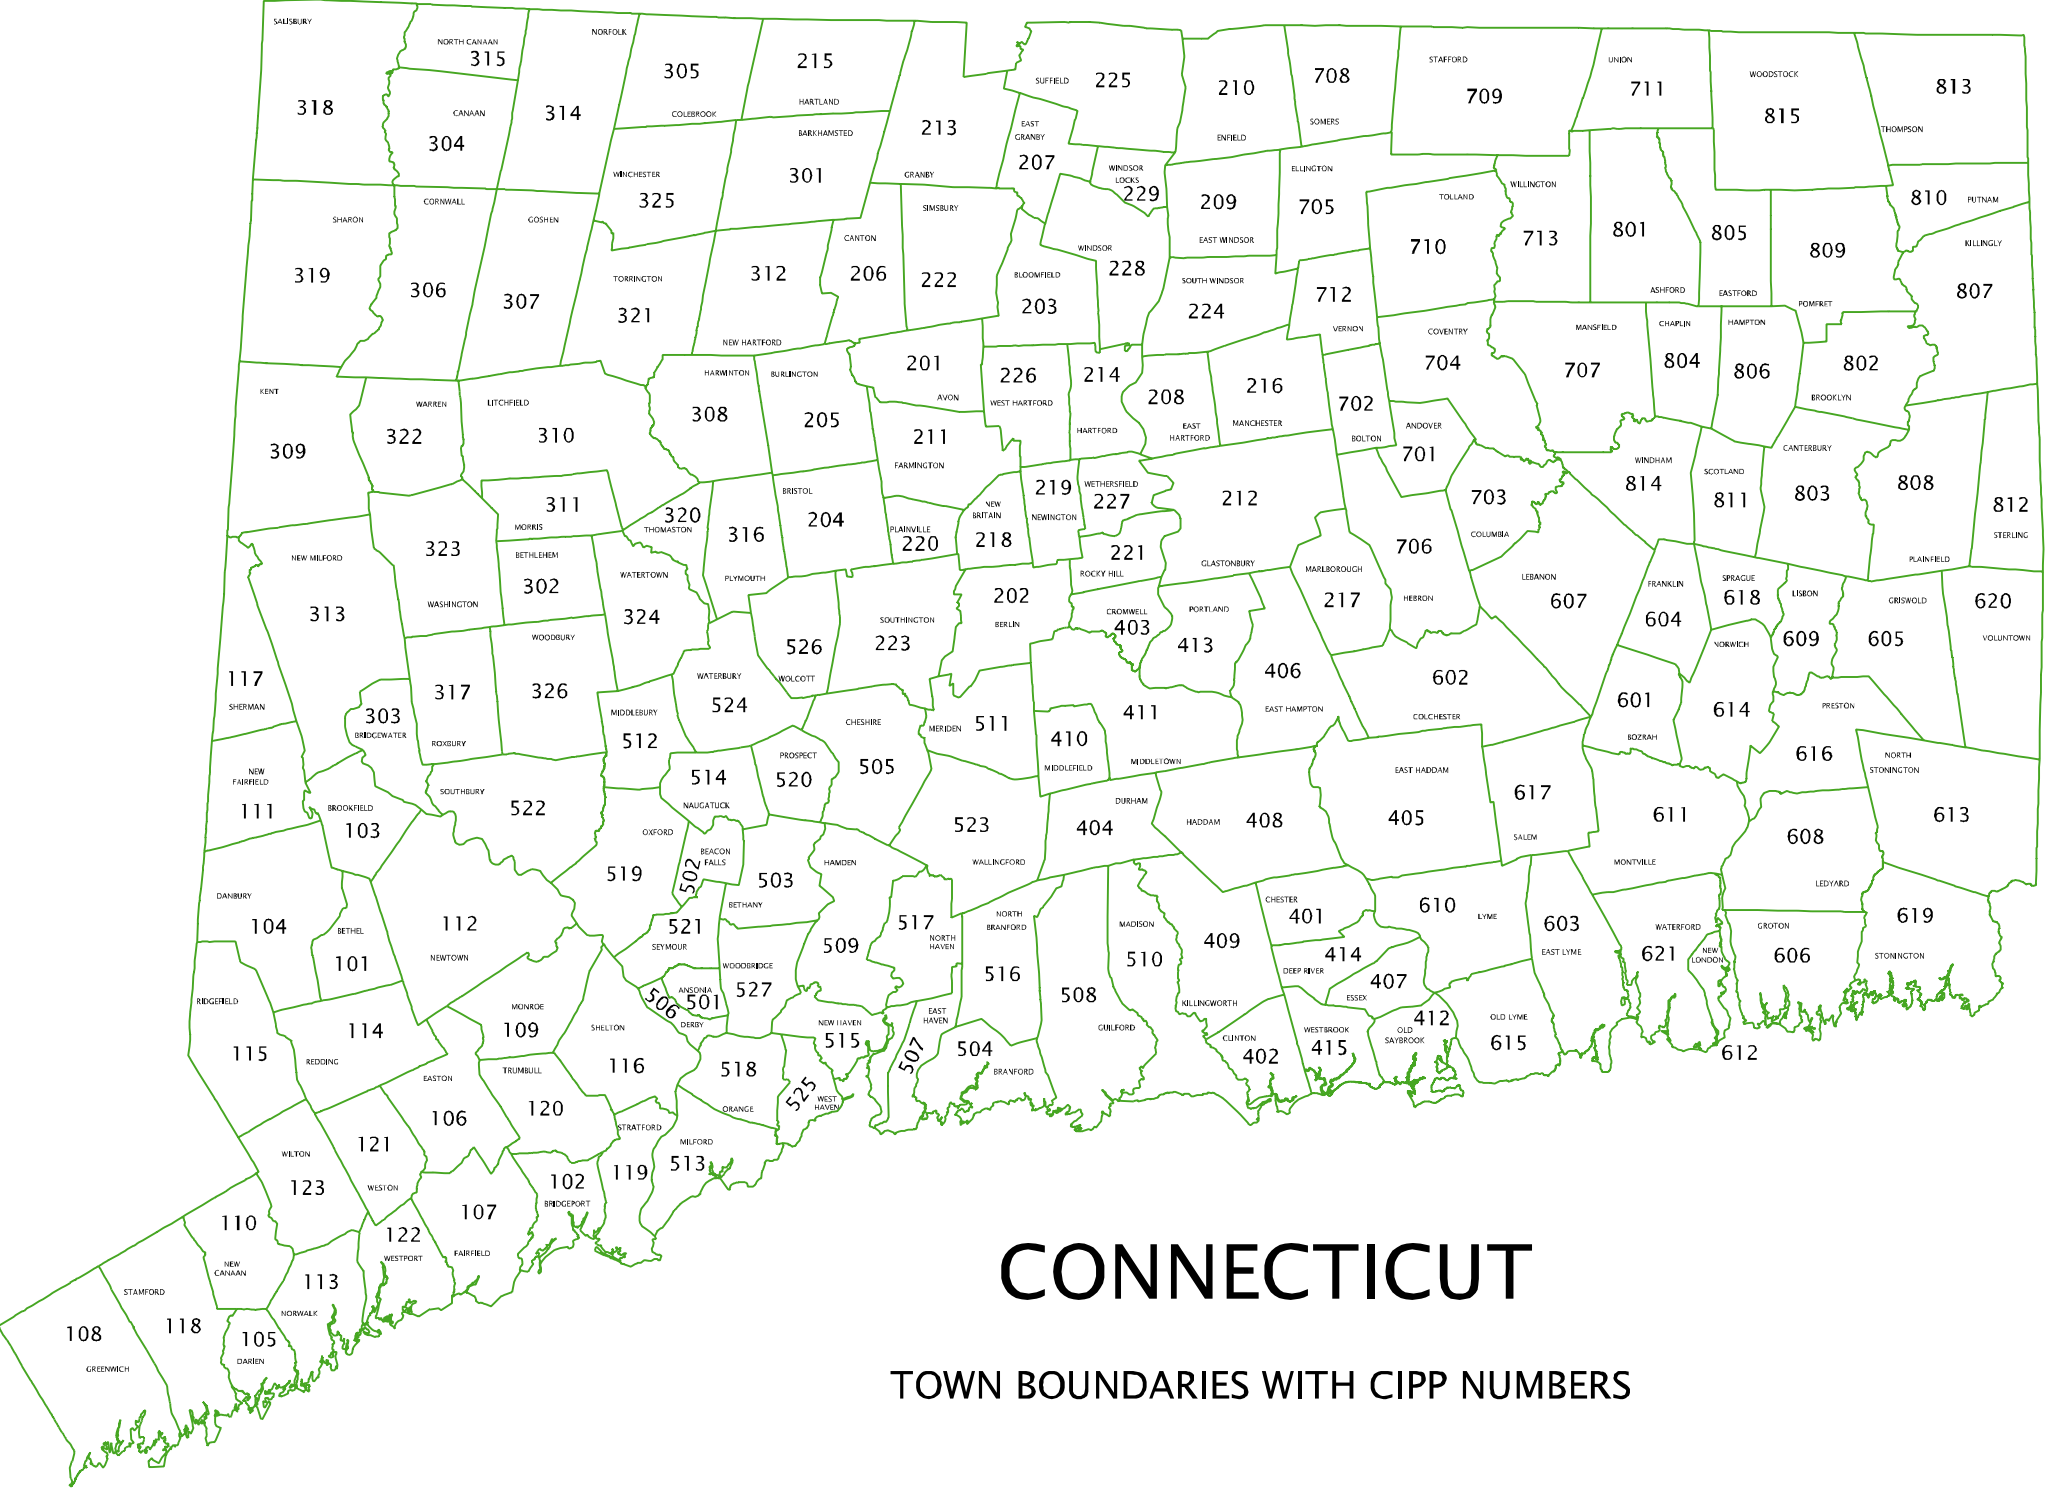 SALISBURY
318
NORTH CANAAN
315
CANAAN
304
NORFOLK
314
305
COLEBROOK
215
HARTLAND
213
GRANBY
SUFFIELD
225
EAST
GRANBY
207
WINDSOR
LOCKS
229
210
ENFIELD
708
SOMERS
STAFFORD
709
UNION
711
WOODSTOCK
815
813
THOMPSON
WINCHESTER
325
BARKHAMSTED
301
SHARON
319
CORNWALL
306
GOSHEN
307
TORRINGTON
321
312
NEW HARTFORD
CANTON
206
SIMSBURY
222
BLOOMFIELD
203
WINDSOR
228
209
EAST WINDSOR
ELLINGTON
705
TOLLAND
710
WILLINGTON
713
801
ASHFORD
805
EASTFORD
809
POMFRET
810
PUTNAM
KILLINGLY
807
SOUTH WINDSOR
224
712
VERNON
COVENTRY
704
MANSFIELD
707
CHAPLIN
804
HAMPTON
806
802
BROOKLYN
KENT
309
WARREN
322
LITCHFIELD
310
HARWINTON
308
BURLINGTON
205
201
AVON
211
FARMINGTON
226
WEST HARTFORD
214
HARTFORD
208
EAST
HARTFORD
216
MANCHESTER
702
BOLTON
ANDOVER
701
703
COLUMBIA
WINDHAM
814
SCOTLAND
811
CANTERBURY
803
808
PLAINFIELD
812
STERLING
311
MORRIS
320
THOMASTON
316
PLYMOUTH
BRISTOL
204
PLAINVILLE
220
NEW
BRITAIN
218
219
NEWINGTON
WETHERSFIELD
227
221
ROCKY HILL
212
GLASTONBURY
MARLBOROUGH
217
706
HEBRON
LEBANON
607
FRANKLIN
604
SPRAGUE
618
LISBON
609
GRISWOLD
605
620
VOLUNTOWN
NEW MILFORD
313
323
WASHINGTON
BETHLEHEM
302
WATERTOWN
324
117
SHERMAN
303
BRIDGEWATER
317
ROXBURY
WOODBURY
326
MIDDLEBURY
512
WATERBURY
524
526
WOLCOTT
SOUTHINGTON
223
202
BERLIN
CROMWELL
403
PORTLAND
413
406
EAST HAMPTON
602
COLCHESTER
601
BOZRAH
NORWICH
614
PRESTON
616
NORTH
STONINGTON
613
NEW
FAIRFIELD
111
BROOKFIELD
103
SOUTHBURY
522
514
NAUGATUCK
PROSPECT
520
CHESHIRE
505
MERIDEN
511
410
MIDDLEFIELD
411
MIDDLETOWN
523
WALLINGFORD
DURHAM
404
HADDAM
408
EAST HADDAM
405
617
SALEM
611
MONTVILLE
608
LEDYARD
DANBURY
104
BETHEL
101
112
NEWTOWN
OXFORD
519
BEACON
FALLS
502
503
BETHANY
HAMDEN
509
517
NORTH
HAVEN
NORTH
BRANFORD
516
508
GUILFORD
MADISON
510
409
KILLINGWORTH
CHESTER
401
414
DEEP RIVER
407
ESSEX
610
LYME
603
EAST LYME
WATERFORD
621
NEW
LONDON
GROTON
606
619
STONINGTON
612
RIDGEFIELD
115
114
REDDING
MONROE
109
SHELTON
116
521
SEYMOUR
ANSONIA
501
506
DERBY
WOODBRIDGE
527
NEW HAVEN
515
EAST
HAVEN
507
504
BRANFORD
CLINTON
402
WESTBROOK
415
412
OLD
SAYBROOK
OLD LYME
615
EASTON
106
TRUMBULL
120
518
ORANGE
525
WEST
HAVEN
MILFORD
513
STRATFORD
119
102
BRIDGEPORT
121
WESTON
WILTON
123
107
FAIRFIELD
122
WESTPORT
110
NEW
CANAAN
113
NORWALK
STAMFORD
118
105
DARIEN
108
GREENWICH
CONNECTICUT
TOWN BOUNDARIES WITH CIPP NUMBERS